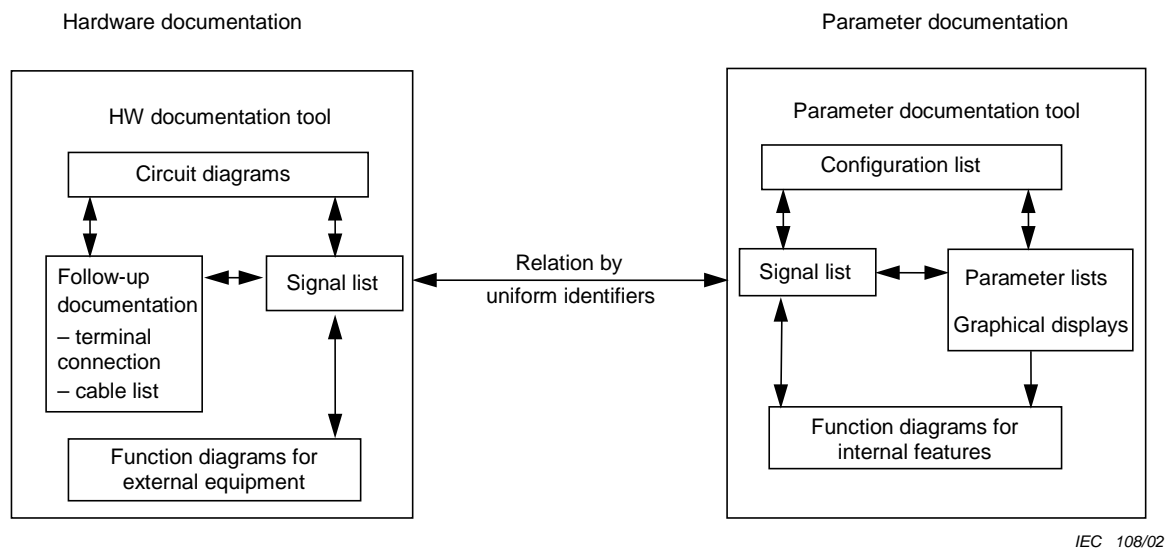 Hardware documentation
Parameter documentation
HW documentation tool
Circuit diagrams
Follow-up
documentation
– terminal
connection
– cable list
Signal list
Function diagrams for
external equipment
Relation by
uniform identifiers
Parameter documentation tool
Configuration list
Signal list
Parameter lists
Graphical displays
Function diagrams for
internal features
IEC 108/02